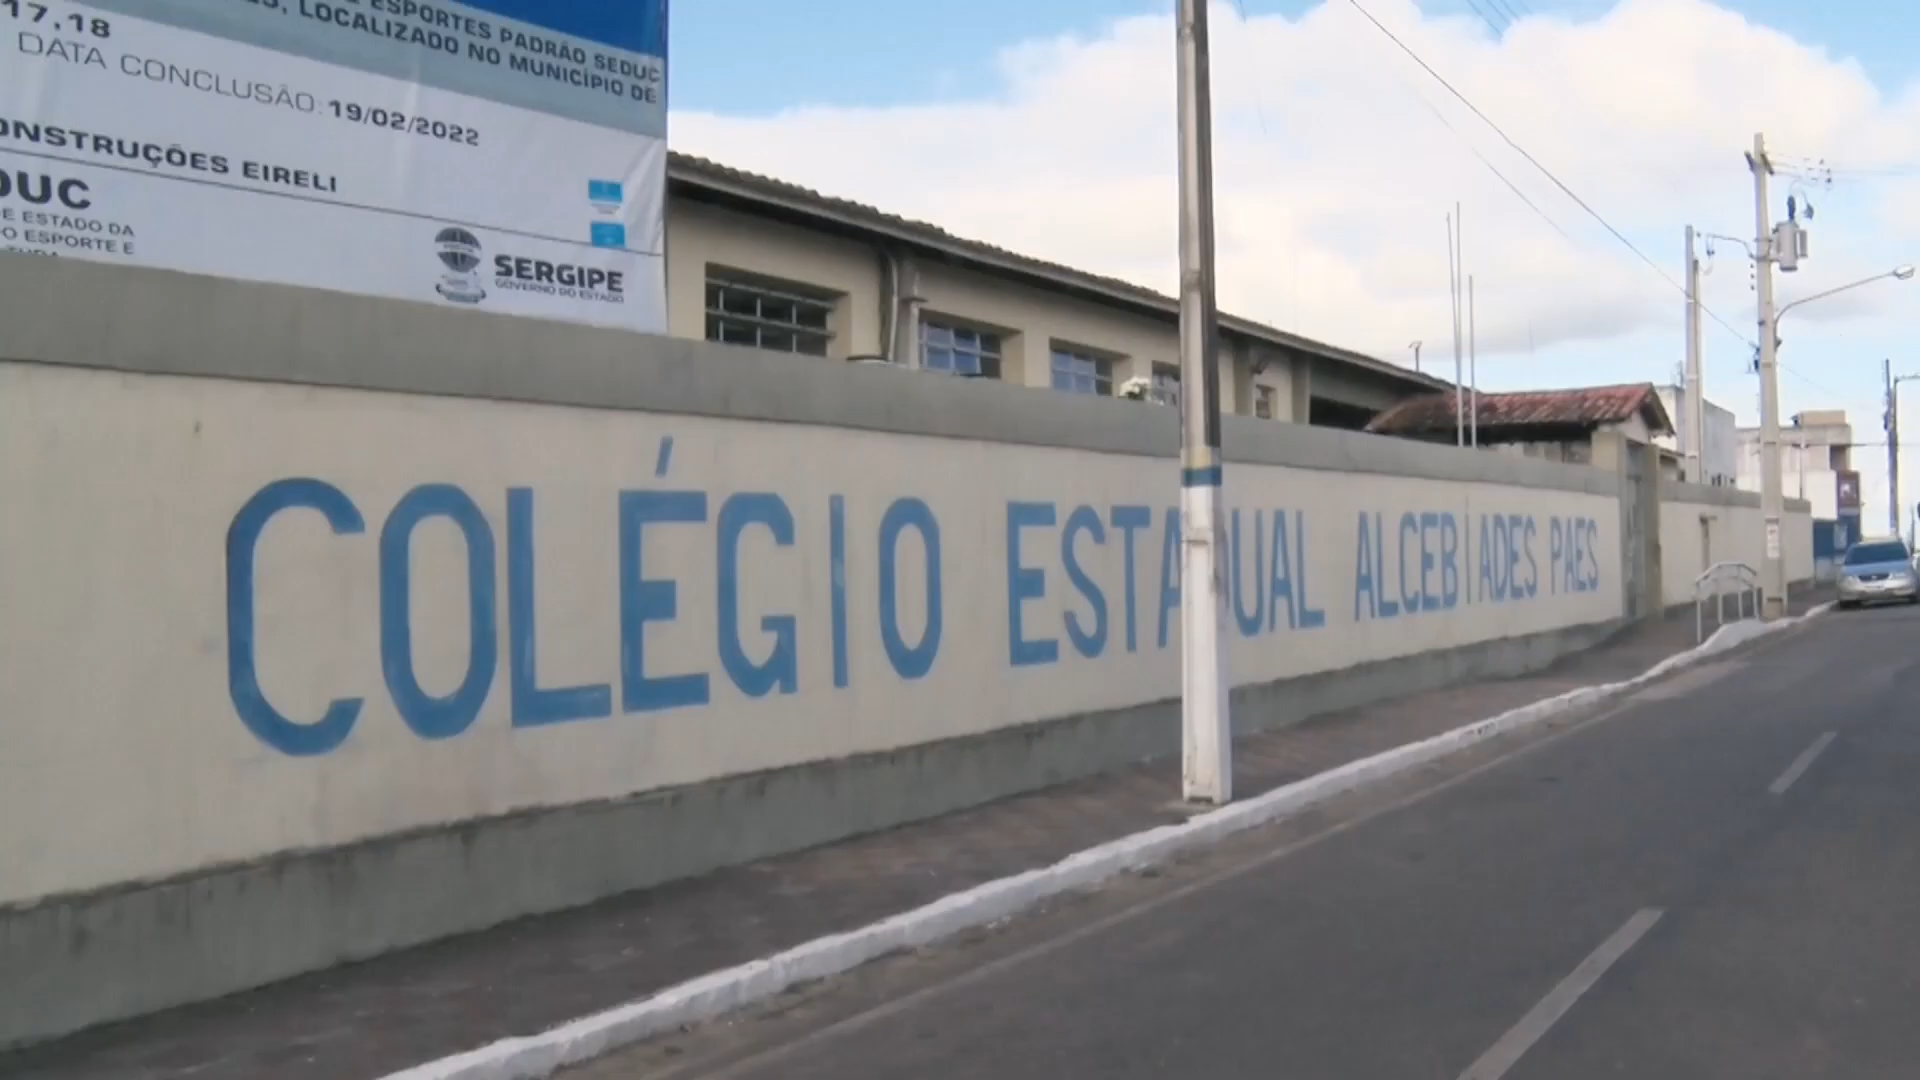 ESPORTES PADRÃO SEDUC
LOCALIZADO NO MUNICÍPIO DE
17,18
DATA CONCLUSÃO: 19/02/2022
ONSTRUÇÕES EIRELI
DUC
E ESTADO DA
DO ESPORTE E
SERGIPE
GOVERNO DO ESTADO
COLÉGIO ESTADUAL ALCEBIADES PAES